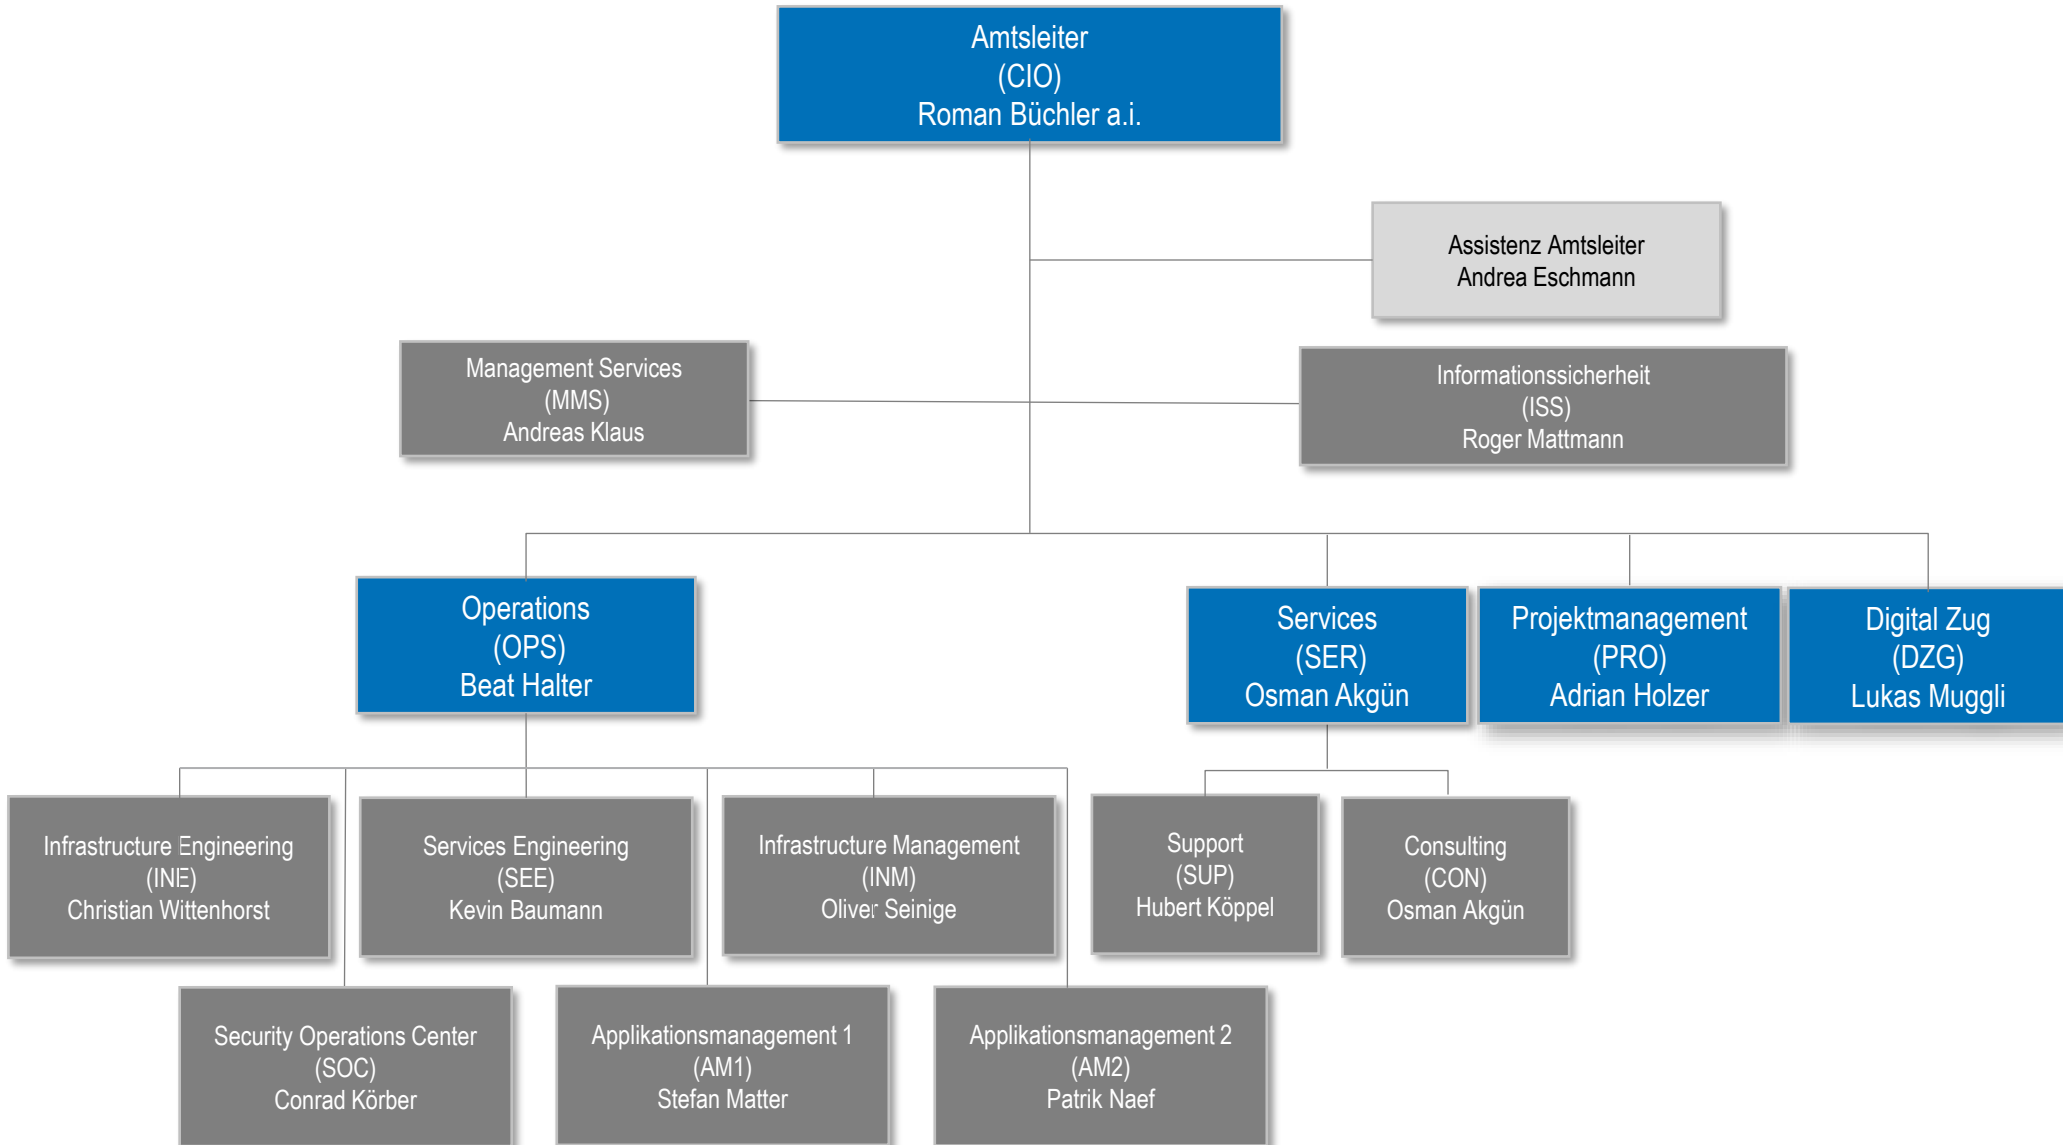 Amtsleiter
(CIO)
Roman Büchler a.i.
Assistenz Amtsleiter
Andrea Eschmann
Management Services
(MMS)
Andreas Klaus
Informationssicherheit
(ISS)
Roger Mattmann
Operations
(OPS)
Beat Halter
Services
(SER)
Osman Akgün
Projektmanagement
(PRO)
Adrian Holzer
Digital Zug
(DZG)
Lukas Muggli
Infrastructure Engineering
(INE)
Christian Wittenhorst
Services Engineering
(SEE)
Kevin Baumann
Infrastructure Management
(INM)
Oliver Seinige
Support
(SUP)
Hubert Köppel
Consulting
(CON)
Osman Akgün
Security Operations Center
(SOC)
Conrad Körber
Applikationsmanagement 1
(AM1)
Stefan Matter
Applikationsmanagement 2
(AM2)
Patrik Naef